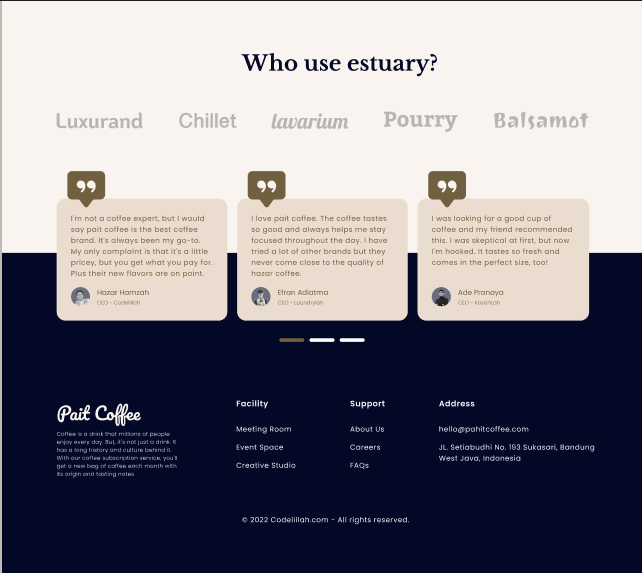 Who use estuary?
Luxurand
Chillet
lavarium
Pourry
Balsamot
I'm not a coffee expert, but I would
say pait coffee is the best coffee
brand. It's always been my go-to.
My only complaint is that it's a little
pricey, but you get what you pay for.
Plus their new flavors are on point.
Hazar Hamzah
CEO - Codelillah
I love pait coffee. The coffee tastes
so good and always helps me stay
focused throughout the day. I have
tried a lot of other brands but they
never come close to the quality of
hazar coffee.
Efran Adiatma
CEO - Laundryiah
I was looking for a good cup of
coffee and my friend recommended
this. I was skeptical at first, but now
I'm hooked. It tastes so fresh and
comes in the perfect size, too!
Ade Pranaya
CEO - KosanLah
Pait Coffee
Coffee is a drink that millions of people
enjoy every day. But, it's not just a drink. It
has a long history and culture behind it.
With our coffee subscription service, you'll
get a new bag of coffee each month with
its origin and tasting notes
Facility
Meeting Room
Event Space
Creative Studio
Support
About Us
Careers
FAQs
Address
hello@pahitcoffee.com
JL. Setiabudhi No. 193 Sukasari, Bandung
West Java, Indonesia
© 2022 Codelillah.com - All rights reserved.